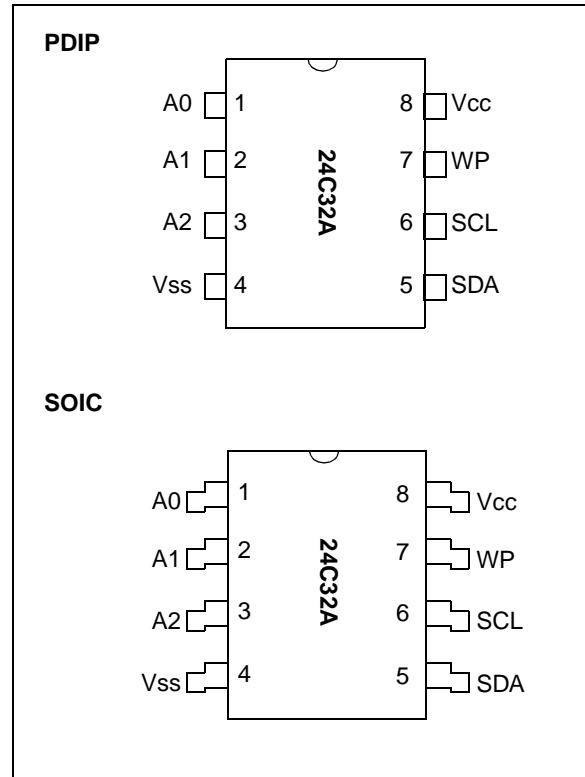 PDIP
A0 1 8 Vcc
A1 2 7 WP
A2 3 6 SCL
Vss 4 5 SDA
24C32A
SOIC
A0 1 8 Vcc
A1 2 7 WP
A2 3 6 SCL
Vss 4 5 SDA
24C32A